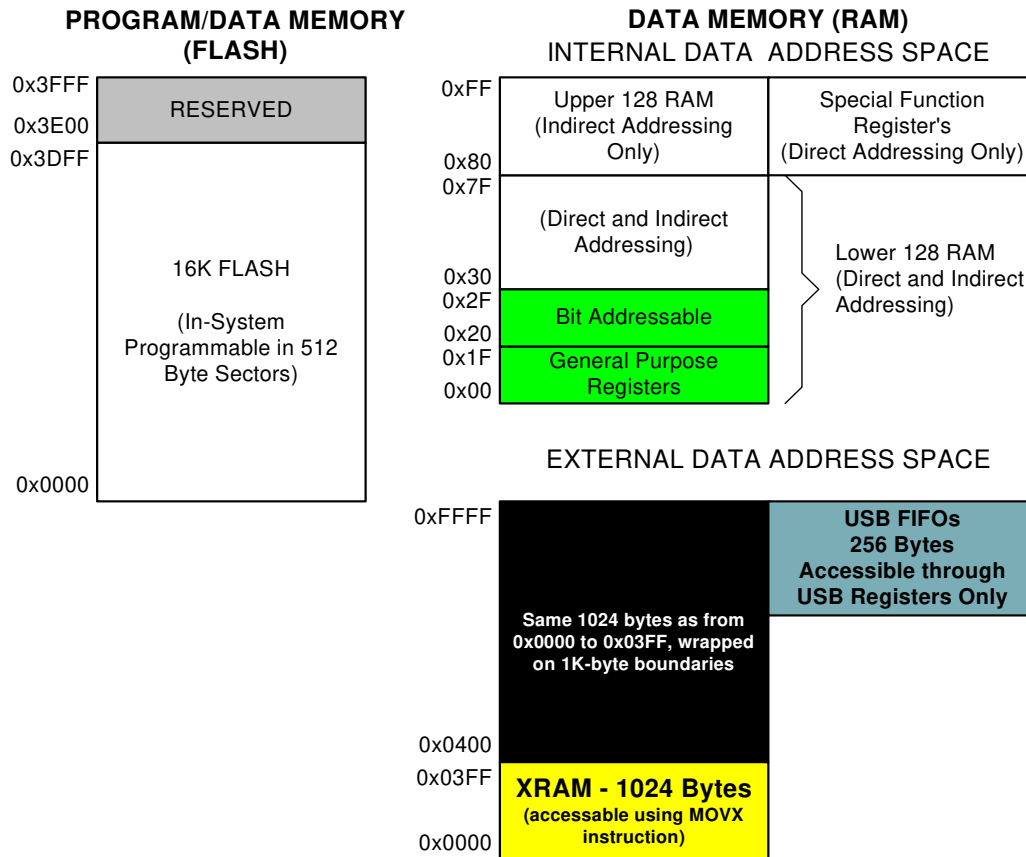 PROGRAM/DATA MEMORY
(FLASH)
0x3FFF
RESERVED
0x3E00
0x3DFF
16K FLASH
(In-System
Programmable in 512
Byte Sectors)
0x0000
DATA MEMORY (RAM)
INTERNAL DATA ADDRESS SPACE
0xFF
Upper 128 RAM
(Indirect Addressing
Only)
0x80
Special Function
Register's
(Direct Addressing Only)
0x7F
(Direct and Indirect
Addressing)
0x30
Lower 128 RAM
(Direct and Indirect
Addressing)
0x2F
Bit Addressable
0x20
0x1F
General Purpose
Registers
0x00
EXTERNAL DATA ADDRESS SPACE
0xFFFF
Same 1024 bytes as from
0x0000 to 0x03FF, wrapped
on 1K-byte boundaries
0x0400
USB FIFOs
256 Bytes
Accessible through
USB Registers Only
0x03FF
XRAM - 1024 Bytes
(accessable using MOVX
instruction)
0x0000